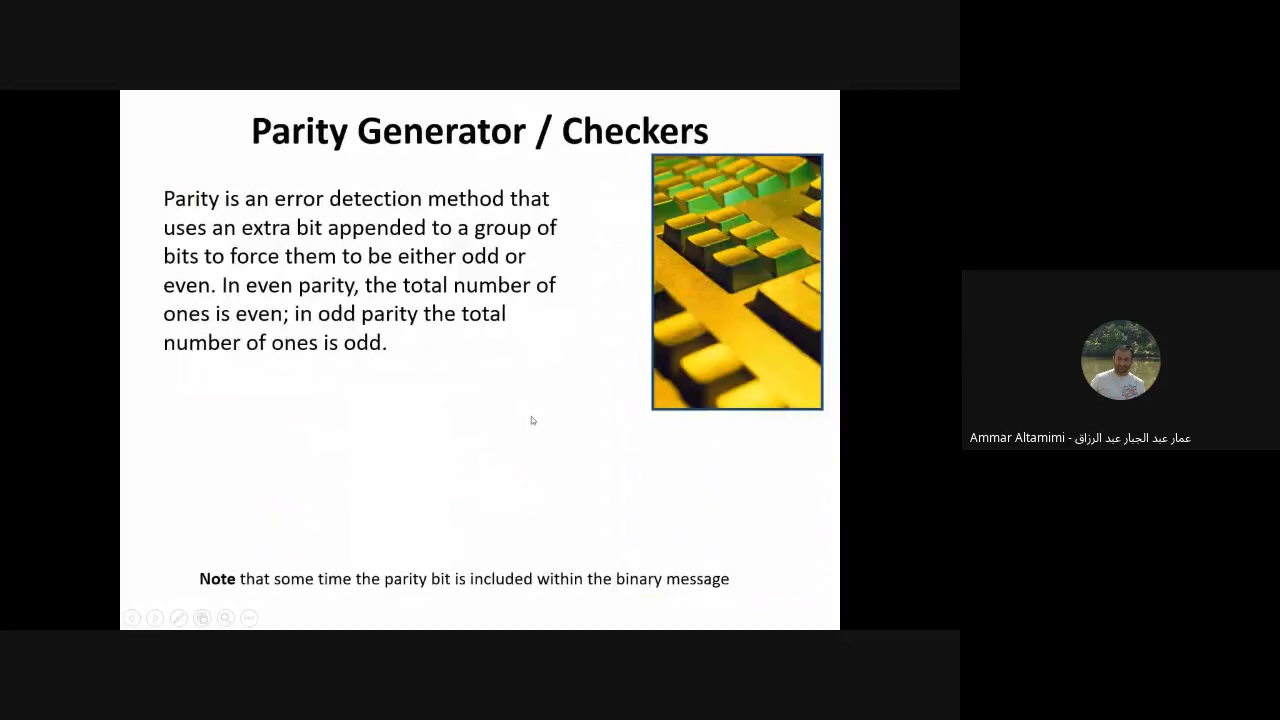 Parity Generator / Checkers
Parity is an error detection method that
uses an extra bit appended to a group of
bits to force them to be either odd or
even. In even parity, the total number of
ones is even; in odd parity the total
number of ones is odd.
Note that some time the parity bit is included within the binary message
Ammar Altamimi - عمار عبد الجبار عبد الرزاق